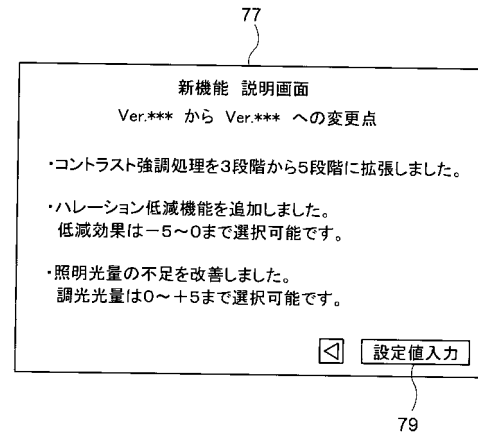 77
新機能 説明画面
Ver.*** から Ver.*** への変更点
・コントラスト強調処理を3段階から5段階に拡張しました。
・ハレーション低減機能を追加しました。
低減効果は－5～0まで選択可能です。
・照明光量の不足を改善しました。
調光光量は0～＋5まで選択可能です。
設定値入力
79